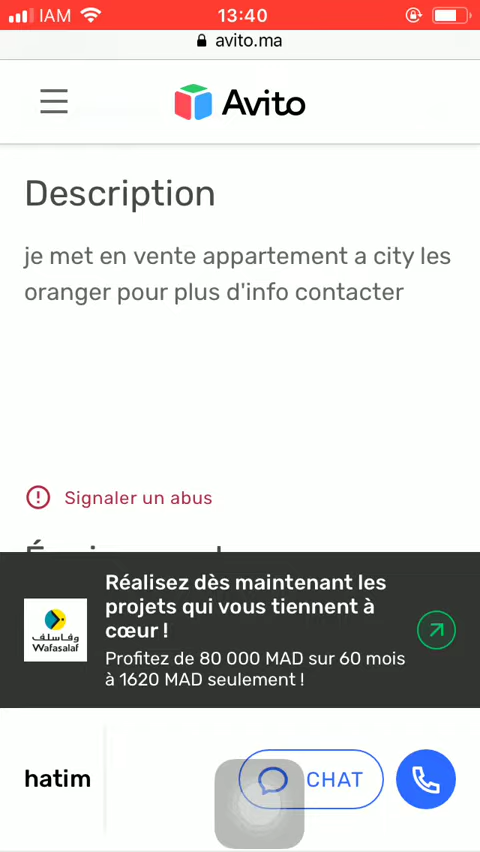 IAM
13:40
avito.ma
Avito
Description
je met en vente appartement a city les
oranger pour plus d'info contacter
Signaler un abus
Réalisez dès maintenant les
projets qui vous tiennent à
cœur !
Profitez de 80 000 MAD sur 60 mois
à 1620 MAD seulement !
وفاسلف
Wafasalaf
hatim
CHAT